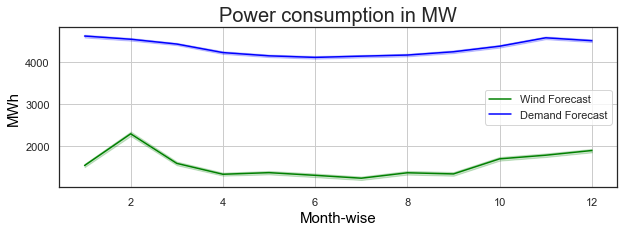 Power consumption in MW
MWh
4000
3000
2000
Wind Forecast
Demand Forecast
2 4 6 8 10 12
Month-wise